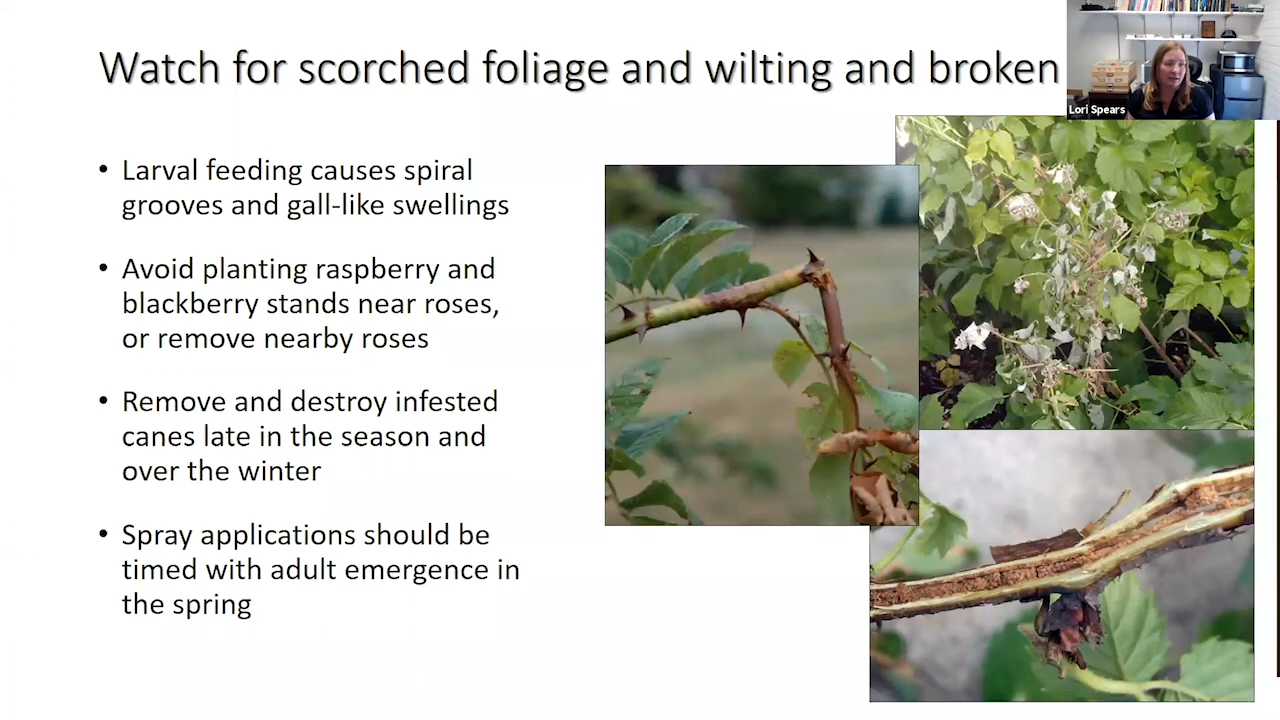 Watch for scorched foliage and wilting and broken
Lori Spears
• Larval feeding causes spiral
grooves and gall-like swellings
• Avoid planting raspberry and
blackberry stands near roses,
or remove nearby roses
• Remove and destroy infested
canes late in the season and
over the winter
• Spray applications should be
timed with adult emergence in
the spring